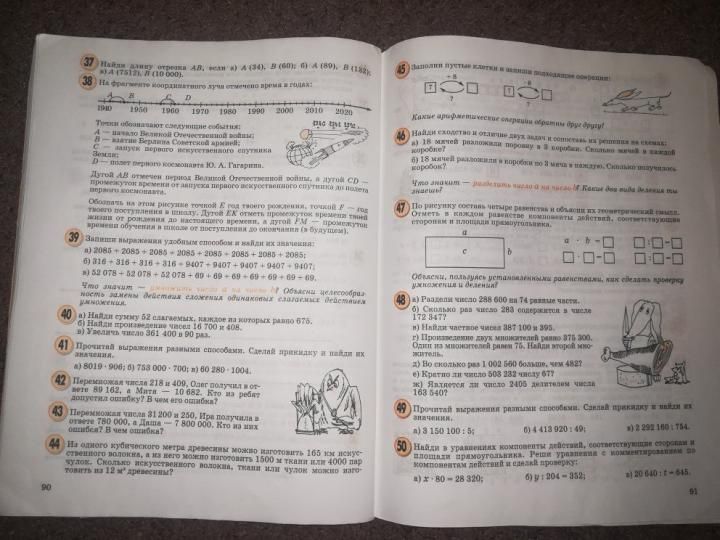 37 Найди длину отрезка AB, если а) A (34), B (60); б) A (89), B (132);
в) A (7512), B (10 000).
38 На фрагменте координатного луча отмечено время в годах:
A B C D
1940 1950 1960 1970 1980 1990 2000 2010 2020
Точки обозначают следующие события:
A — начало Великой Отечественной войны;
B — взятие Берлина Советской армией;
C — запуск первого искусственного спутника
Земли;
D — полет первого космонавта Ю. А. Гагарина.
Дугой AB отмечен период Великой Отечественной войны, а дугой CD —
промежуток времени от запуска первого искусственного спутника до полета
первого космонавта.
Обозначь на этом рисунке точкой E год твоего рождения, точкой F — год
твоего поступления в школу. Дугой EK отметь промежуток времени твоей
жизни от рождения до настоящего времени, а дугой FM — промежуток
времени обучения в школе от поступления до окончания (в будущем).
39 Запиши выражения удобным способом и найди их значения:
а) 2085 + 2085 + 2085 + 2085 + 2085 + 2085 + 2085;
б) 316 + 316 + 316 + 316 + 9407 + 9407 + 9407 + 9407 + 9407;
в) 52 078 + 52 078 + 52 078 + 69 + 69 + 69 + 69 + 69 + 69 + 69.
Что значит — умножить число a на число b? Объясни целесообраз-
ность замены действия сложения одинаковых слагаемых действием
умножения.
40 а) Найди сумму 52 слагаемых, каждое из которых равно 675.
б) Найди произведение чисел 16 700 и 408.
в) Увеличь число 361 400 в 90 раз.
41 Прочитай выражения разными способами. Сделай прикидку и найди их
значения.
а) 8019 · 906; б) 753 000 · 700; в) 60 280 · 1004.
42 Перемножая числа 218 и 409, Олег получил в от-
вете 89 162, а Митя — 10 682. Кто из ребят
допустил ошибку? В чем его ошибка?
43 Перемножая числа 31 200 и 250, Ира получила в
ответе 780 000, а Даша — 7 800 000. Кто из них
ошибся? В чем ошибка?
44 Из одного кубического метра древесины можно изготовить 165 кг искус-
ственного волокна, а из него можно изготовить 1500 м ткани или 4000 пар
чулок. Сколько искусственного волокна, ткани или чулок можно изго-
товить из 12 м³ древесины?
90
45 Заполни пустые клетки и запиши подходящие операции:
+ 8 · 8
? ?
? ?
Какие арифметические операции обратны друг другу?
46 Найди сходство и отличие двух задач и сопоставь их решения на схемах:
а) 18 мячей разложили поровну в 3 коробки. Сколько мячей в каждой
коробке?
б) 18 мячей разложили в коробки по 3 мяча в каждую. Сколько получилось
коробок?
Что значит — разделить число a на число b? Какие два вида деления ты
знаешь?
47 По рисунку составь четыре равенства и объясни их геометрический смысл.
Отметь в каждом равенстве компоненты действий, соответствующие
сторонам и площади прямоугольника.
a
c b
a · b = : =
· = : =
Объясни, пользуясь установленными равенствами, как сделать проверку
умножения и деления?
48 а) Раздели число 288 600 на 74 равные части.
б) Сколько раз число 283 содержится в числе
172 347?
в) Найди частное чисел 387 100 и 395.
г) Произведение двух множителей равно 375 300.
Один из множителей равен 75. Найди второй мно-
житель.
д) Во сколько раз 1 002 560 больше, чем 482?
е) Кратно ли число 503 232 числу 67?
ж) Является ли число 2405 делителем числа
163 540?
49 Прочитай выражения разными способами. Сделай прикидку и найди их
значения.
а) 3 150 100 : 5; б) 4 413 920 : 49; в) 2 292 160 : 754.
50 Найди в уравнениях компоненты действий, соответствующие сторонам и
площади прямоугольника. Реши уравнения с комментированием по
компонентам действий и сделай проверку:
а) x · 80 = 28 320; б) y : 204 = 352; в) 20 640 : t = 645.
91